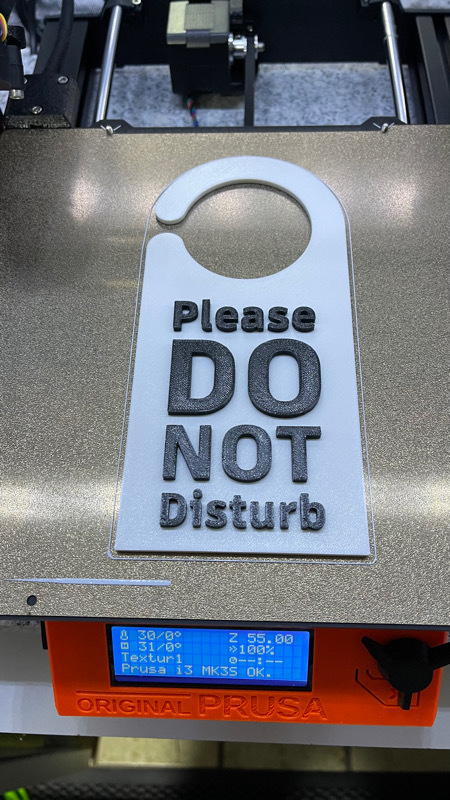 Please
DO
NOT
Disturb
30/0° Z 55.00
31/0° 100%
Textur1 --:--
Prusa i3 MK3S OK.
ORIGINAL PRUSA